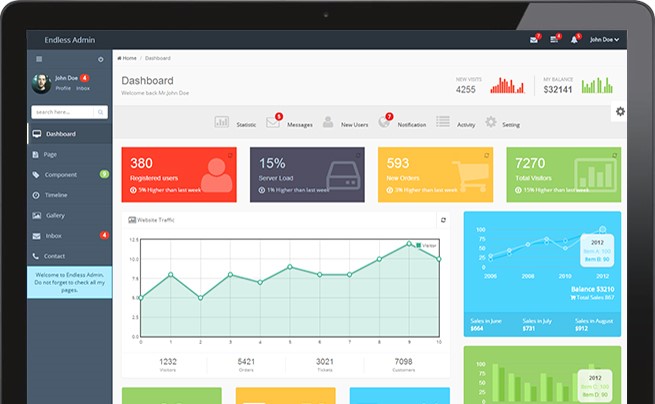 Endless Admin
7
4
8
John Doe
John Doe 4
Profile Inbox
search here...
Dashboard
Page
Component 9
Timeline
Gallery
Inbox 4
Contact
Welcome to Endless Admin.
Do not forget to check all my
pages.
Home / Dashboard
Dashboard
Welcome back Mr.John Doe
NEW VISITS
4255
MY BALANCE
$32141
Statistic
5
Messages
New Users
7
Notification
Activity
Setting
380
Registered users
5% Higher than last week
15%
Server Load
1% Higher than last week
593
New Orders
3% Higher than last week
7270
Total Visitors
15% Higher than last week
Website Traffic
Visitor
12.5
10.0
7.5
5.0
2.5
0.0
0 1 2 3 4 5 6 7 8 9 10
1232
Visitors
5421
Orders
3021
Tickets
7098
Customers
100
75
50
25
0
2006 2008 2010 2012
2012
Item A: 100
Item B: 90
Balance $3210
Total Sales 867
Sales in June
$664
Sales in July
$731
Sales in August
$912
100
75
50
25
2012
Item C: 100
Item D: 90